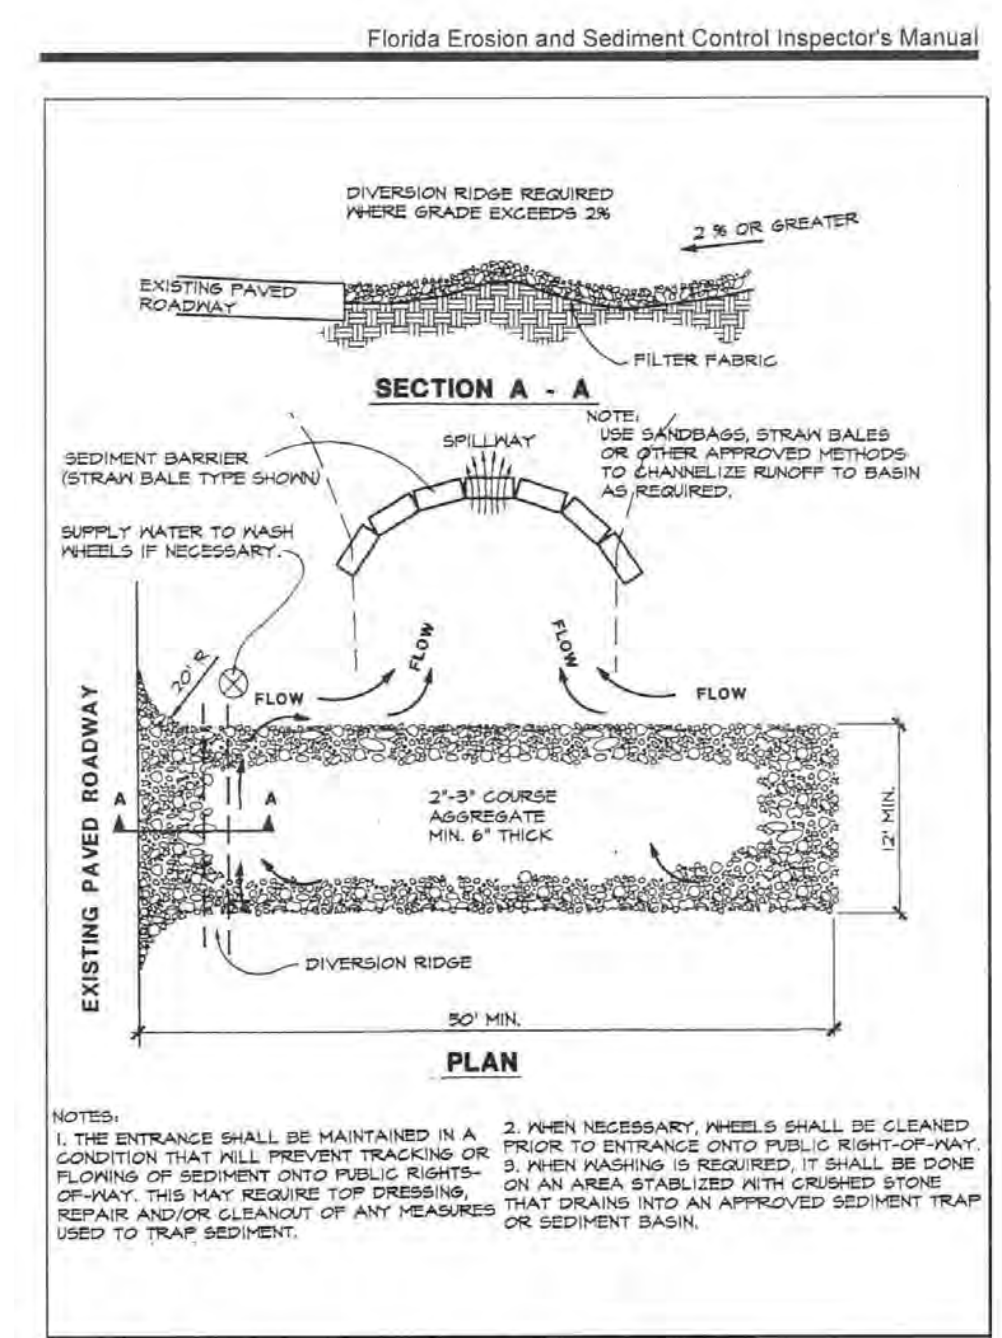 Florida Erosion and Sediment Control Inspector's Manual
DIVERSION RIDGE REQUIRED
WHERE GRADE EXCEEDS 2%
2 % OR GREATER
EXISTING PAVED
ROADWAY
FILTER FABRIC
SECTION A - A
NOTE:
USE SANDBAGS, STRAW BALES
OR OTHER APPROVED METHODS
TO CHANNELIZE RUNOFF TO BASIN
AS REQUIRED.
SPILLWAY
SEDIMENT BARRIER
(STRAW BALE TYPE SHOWN)
SUPPLY WATER TO WASH
WHEELS IF NECESSARY.
20' R
FLOW
FLOW
FLOW
FLOW
EXISTING PAVED ROADWAY
A
A
2"-3" COURSE
AGGREGATE
MIN. 6" THICK
12' MIN.
DIVERSION RIDGE
50' MIN.
PLAN
NOTES:
1. THE ENTRANCE SHALL BE MAINTAINED IN A
CONDITION THAT WILL PREVENT TRACKING OR
FLOWING OF SEDIMENT ONTO PUBLIC RIGHTS-
OF-WAY. THIS MAY REQUIRE TOP DRESSING,
REPAIR AND/OR CLEANOUT OF ANY MEASURES
USED TO TRAP SEDIMENT.
2. WHEN NECESSARY, WHEELS SHALL BE CLEANED
PRIOR TO ENTRANCE ONTO PUBLIC RIGHT-OF-WAY.
3. WHEN WASHING IS REQUIRED, IT SHALL BE DONE
ON AN AREA STABLIZED WITH CRUSHED STONE
THAT DRAINS INTO AN APPROVED SEDIMENT TRAP
OR SEDIMENT BASIN.